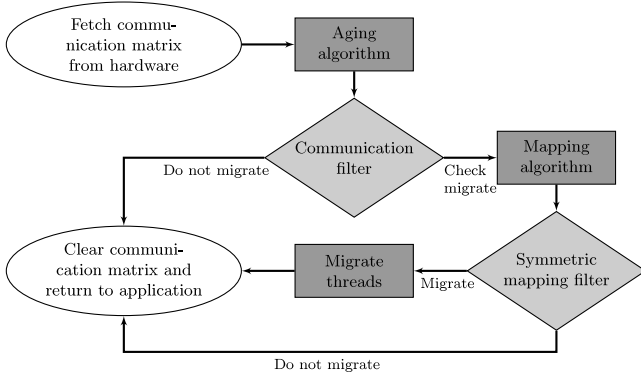 Fetch commu-
nication matrix
from hardware
Aging
algorithm
Communication
filter
Do not migrate
Check
migrate
Mapping
algorithm
Clear communi-
cation matrix and
return to application
Migrate
threads
Migrate
Symmetric
mapping filter
Do not migrate